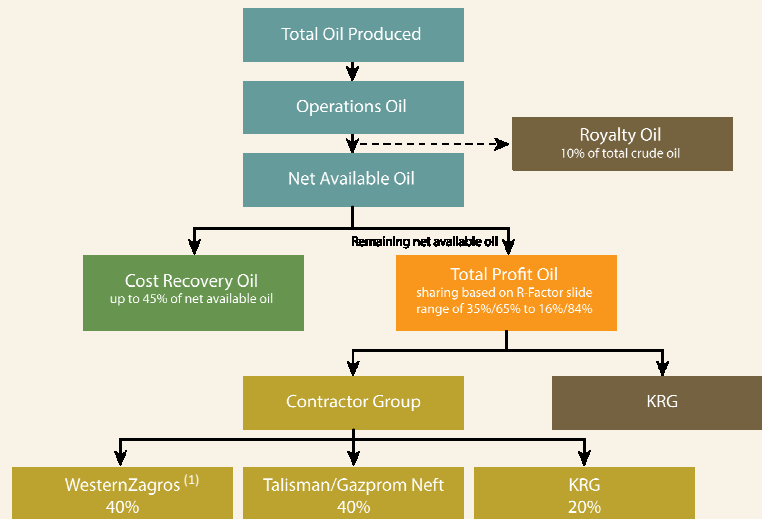 Total Oil Produced
Operations Oil
Royalty Oil
10% of total crude oil
Net Available Oil
Remaining net available oil
Cost Recovery Oil
up to 45% of net available oil
Total Profit Oil
sharing based on R-Factor slide
range of 35%/65% to 16%/84%
Contractor Group
KRG
WesternZagros (1)
40%
Talisman/Gazprom Neft
40%
KRG
20%